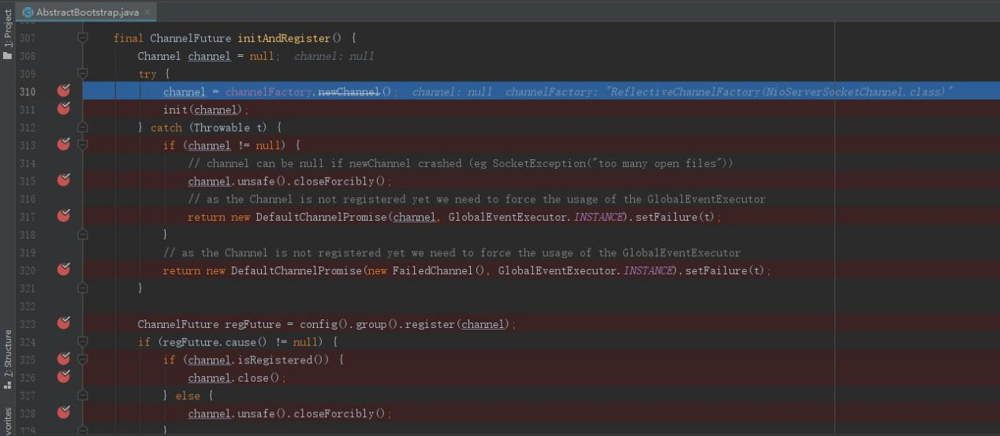 AbstractBootstrap.java
1: Project
7: Structure
vorites
307 final ChannelFuture initAndRegister() {
308 Channel channel = null; channel: null
309 try {
310 channel = channelFactory.newChannel(); channel: null channelFactory: "ReflectiveChannelFactory(NioServerSocketChannel.class)"
311 init(channel);
312 } catch (Throwable t) {
313 if (channel != null) {
314 // channel can be null if newChannel crashed (eg SocketException("too many open files"))
315 channel.unsafe().closeForcibly();
316 // as the Channel is not registered yet we need to force the usage of the GlobalEventExecutor
317 return new DefaultChannelPromise(channel, GlobalEventExecutor.INSTANCE).setFailure(t);
318 }
319 // as the Channel is not registered yet we need to force the usage of the GlobalEventExecutor
320 return new DefaultChannelPromise(new FailedChannel(), GlobalEventExecutor.INSTANCE).setFailure(t);
321 }
322
323 ChannelFuture regFuture = config().group().register(channel);
324 if (regFuture.cause() != null) {
325 if (channel.isRegistered()) {
326 channel.close();
327 } else {
328 channel.unsafe().closeForcibly();
329 }